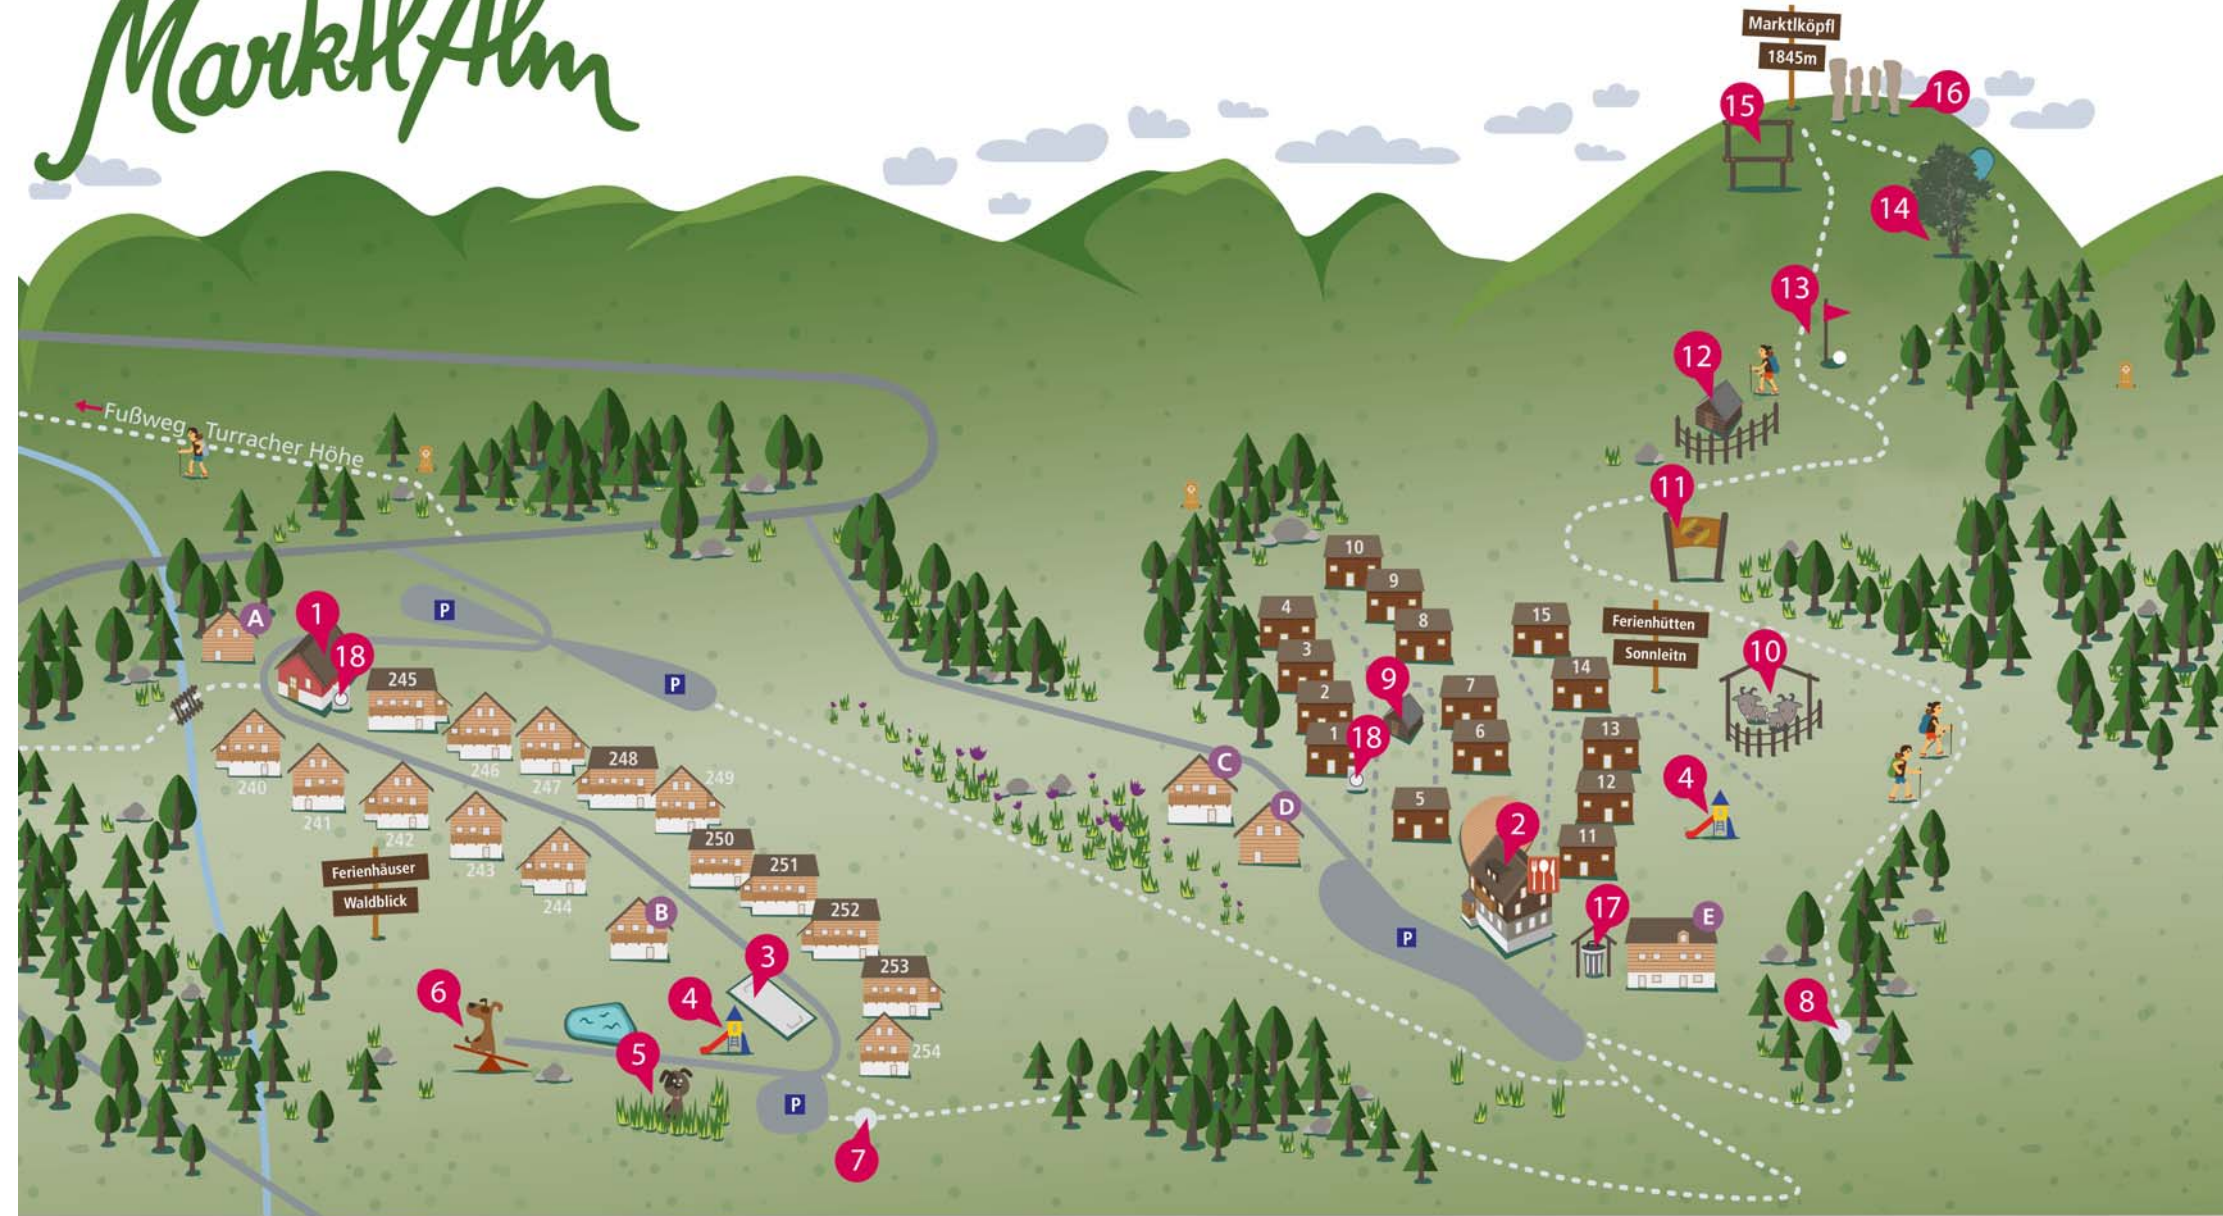 MarktlAlm
Marktlköpfl
1845m
16
15
14
13
12
←Fußweg Turracher Höhe
11
10
9
4
8
15
3
14
2
7
9
1
18
6
13
12
5
11
Ferienhütten
Sonnleitn
10
4
2
17
C
D
E
P
8
A
1
18
P
P
245
246
247
248
249
240
241
242
243
244
250
251
252
253
254
Ferienhäuser
Waldblick
B
3
4
6
5
P
7